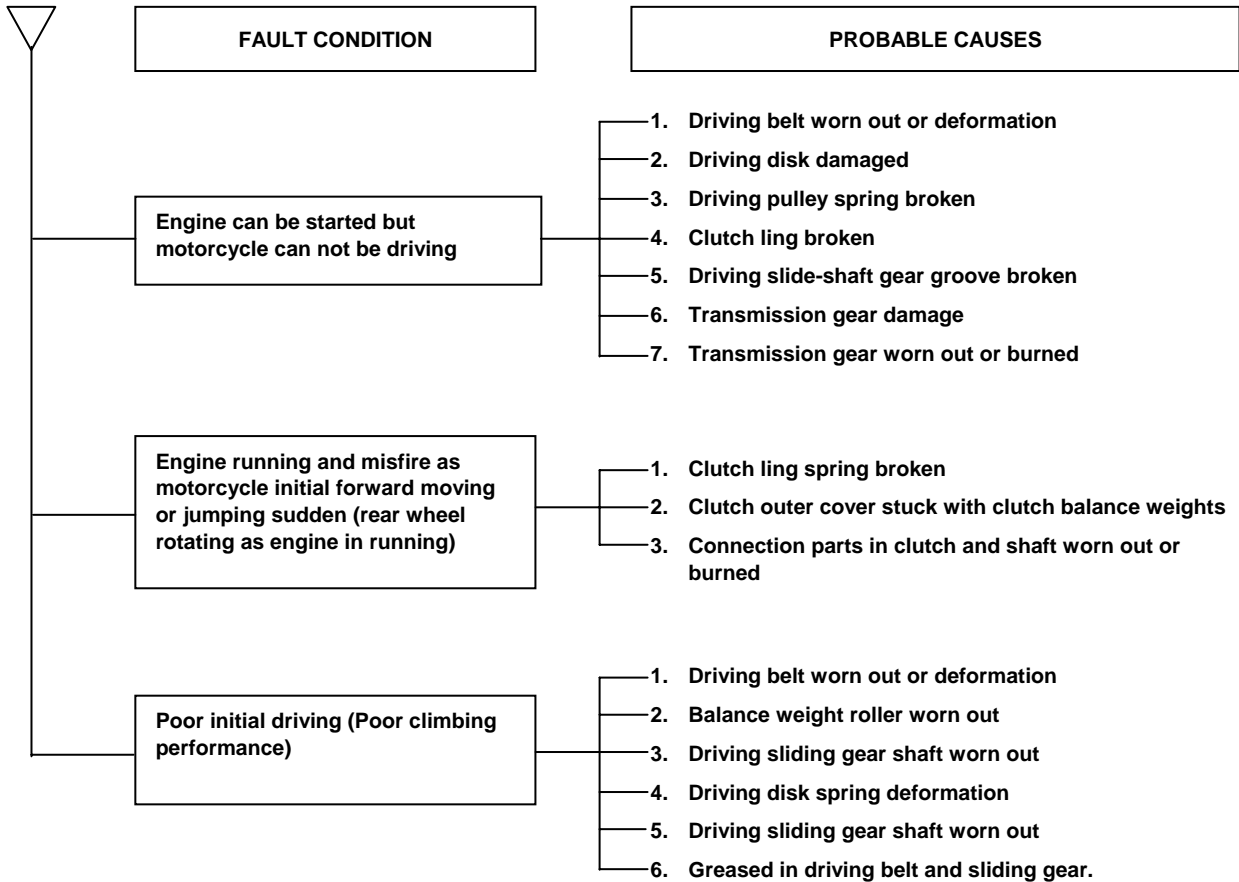 FAULT CONDITION
PROBABLE CAUSES
Engine can be started but
motorcycle can not be driving
1. Driving belt worn out or deformation
2. Driving disk damaged
3. Driving pulley spring broken
4. Clutch ling broken
5. Driving slide-shaft gear groove broken
6. Transmission gear damage
7. Transmission gear worn out or burned
Engine running and misfire as
motorcycle initial forward moving
or jumping sudden (rear wheel
rotating as engine in running)
1. Clutch ling spring broken
2. Clutch outer cover stuck with clutch balance weights
3. Connection parts in clutch and shaft worn out or
burned
Poor initial driving (Poor climbing
performance)
1. Driving belt worn out or deformation
2. Balance weight roller worn out
3. Driving sliding gear shaft worn out
4. Driving disk spring deformation
5. Driving sliding gear shaft worn out
6. Greased in driving belt and sliding gear.